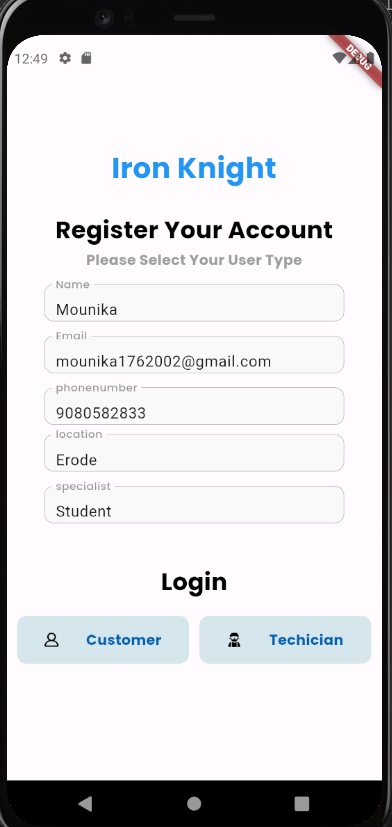 12:49
DEBUG
Iron Knight
Register Your Account
Please Select Your User Type
Name
Mounika
Email
mounika1762002@gmail.com
phonenumber
9080582833
location
Erode
specialist
Student
Login
Customer
Techician